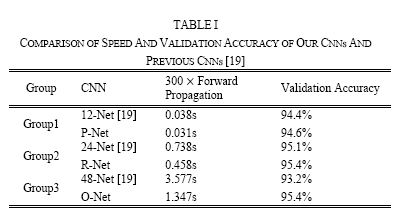 TABLE I
COMPARISON OF SPEED AND VALIDATION ACCURACY OF OUR CNNS AND
PREVIOUS CNNS [19]
Group CNN 300 × Forward Propagation Validation Accuracy
Group1 12-Net [19] 0.038s 94.4%
P-Net 0.031s 94.6%
Group2 24-Net [19] 0.738s 95.1%
R-Net 0.458s 95.4%
Group3 48-Net [19] 3.577s 93.2%
O-Net 1.347s 95.4%